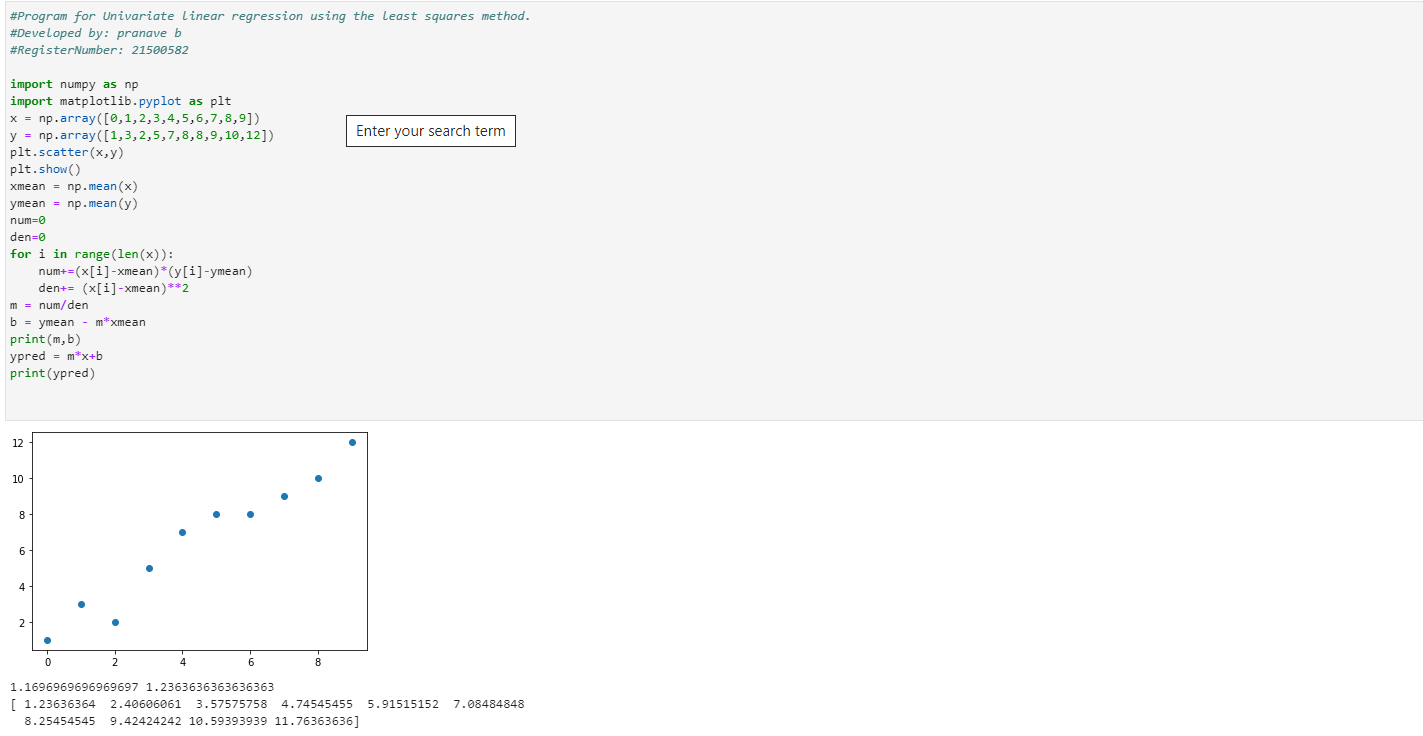 #Program for Univariate linear regression using the least squares method.
#Developed by: pranave b
#RegisterNumber: 21500582
import numpy as np
import matplotlib.pyplot as plt
x = np.array([0,1,2,3,4,5,6,7,8,9])
y = np.array([1,3,2,5,7,8,8,9,10,12])
Enter your search term
plt.scatter(x,y)
plt.show()
xmean = np.mean(x)
ymean = np.mean(y)
num=0
den=0
for i in range(len(x)):
    num+=(x[i]-xmean)*(y[i]-ymean)
    den+= (x[i]-xmean)**2
m = num/den
b = ymean - m*xmean
print(m,b)
ypred = m*x+b
print(ypred)
12
10
8
6
4
2
0 2 4 6 8
1.1696969696969697 1.2363636363636363
[ 1.23636364  2.40606061  3.57575758  4.74545455  5.91515152  7.08484848
  8.25454545  9.42424242 10.59393939 11.76363636]